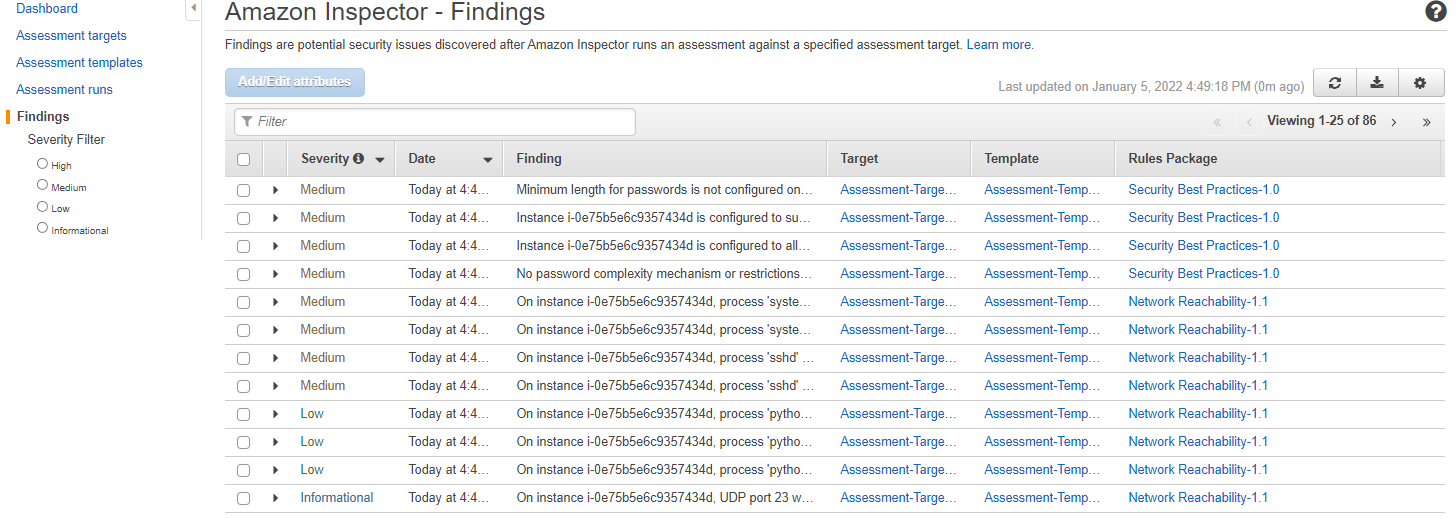 Dashboard
Assessment targets
Assessment templates
Assessment runs
Findings
Severity Filter
High
Medium
Low
Informational
Amazon Inspector - Findings
Findings are potential security issues discovered after Amazon Inspector runs an assessment against a specified assessment target. Learn more.
Add/Edit attributes
Last updated on January 5, 2022 4:49:18 PM (0m ago)
Filter
« ‹ Viewing 1-25 of 86 › »
Severity Date Finding Target Template Rules Package
Medium Today at 4:4... Minimum length for passwords is not configured on... Assessment-Targe... Assessment-Temp... Security Best Practices-1.0
Medium Today at 4:4... Instance i-0e75b5e6c9357434d is configured to su... Assessment-Targe... Assessment-Temp... Security Best Practices-1.0
Medium Today at 4:4... Instance i-0e75b5e6c9357434d is configured to all... Assessment-Targe... Assessment-Temp... Security Best Practices-1.0
Medium Today at 4:4... No password complexity mechanism or restrictions... Assessment-Targe... Assessment-Temp... Security Best Practices-1.0
Medium Today at 4:4... On instance i-0e75b5e6c9357434d, process 'syste... Assessment-Targe... Assessment-Temp... Network Reachability-1.1
Medium Today at 4:4... On instance i-0e75b5e6c9357434d, process 'syste... Assessment-Targe... Assessment-Temp... Network Reachability-1.1
Medium Today at 4:4... On instance i-0e75b5e6c9357434d, process 'sshd' ... Assessment-Targe... Assessment-Temp... Network Reachability-1.1
Medium Today at 4:4... On instance i-0e75b5e6c9357434d, process 'sshd' ... Assessment-Targe... Assessment-Temp... Network Reachability-1.1
Low Today at 4:4... On instance i-0e75b5e6c9357434d, process 'pytho... Assessment-Targe... Assessment-Temp... Network Reachability-1.1
Low Today at 4:4... On instance i-0e75b5e6c9357434d, process 'pytho... Assessment-Targe... Assessment-Temp... Network Reachability-1.1
Low Today at 4:4... On instance i-0e75b5e6c9357434d, process 'pytho... Assessment-Targe... Assessment-Temp... Network Reachability-1.1
Informational Today at 4:4... On instance i-0e75b5e6c9357434d, UDP port 23 w... Assessment-Targe... Assessment-Temp... Network Reachability-1.1